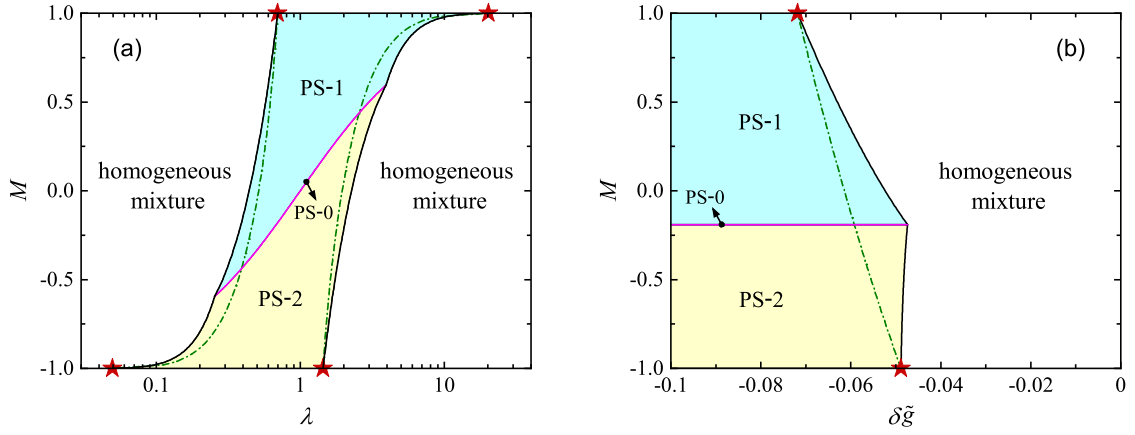 (a)
M
1.0
0.5
0.0
-0.5
-1.0
PS-1
homogeneous
mixture
homogeneous
mixture
PS-0
PS-2
0.1
1
10
λ
(b)
M
1.0
0.5
0.0
-0.5
-1.0
PS-1
homogeneous
mixture
PS-0
PS-2
-0.1
-0.08
-0.06
-0.04
-0.02
0
δg̃